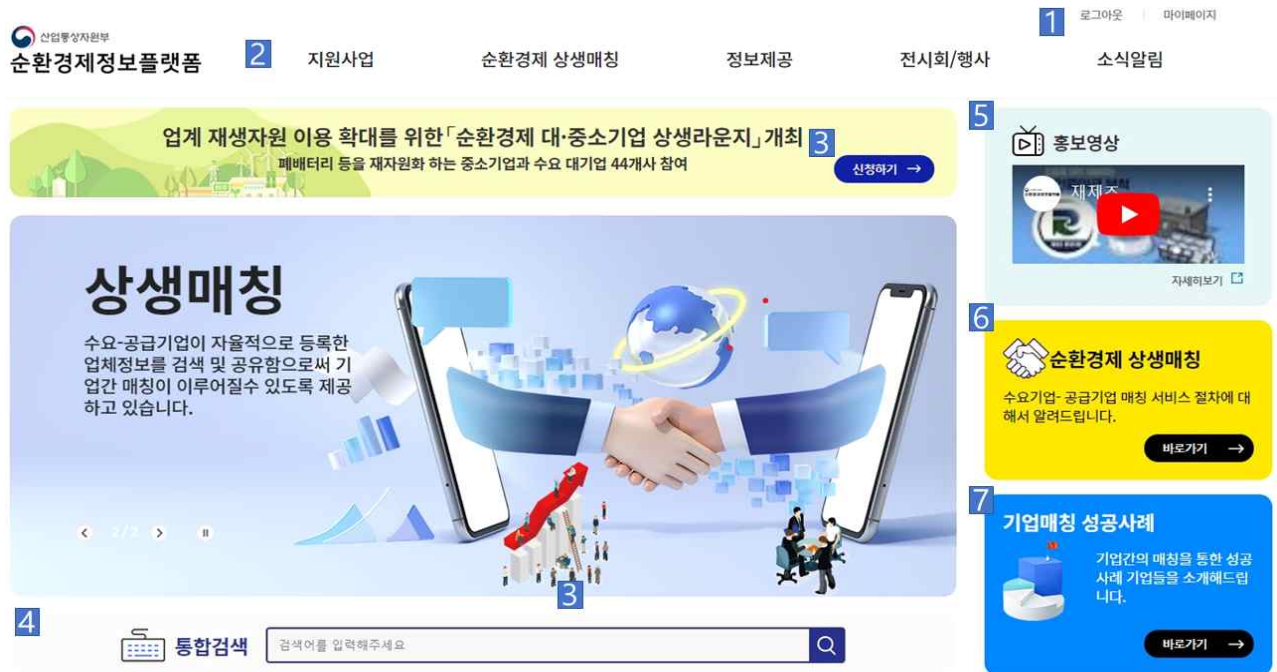 1 로그아웃 마이페이지
산업통상자원부
순환경제정보플랫폼
2 지원사업 순환경제 상생매칭 정보제공 전시회/행사 소식알림
업계 재생자원 이용 확대를 위한「순환경제 대·중소기업 상생라운지」개최
폐배터리 등을 재자원화 하는 중소기업과 수요 대기업 44개사 참여
3
신청하기 →
상생매칭
수요-공급기업이 자율적으로 등록한
업체정보를 검색 및 공유함으로써 기
업간 매칭이 이루어질수 있도록 제공
하고 있습니다.
2/2
3
4
통합검색 검색어를 입력해주세요
5
홍보영상
재제조
자세히보기
6
순환경제 상생매칭
수요기업- 공급기업 매칭 서비스 절차에 대
해서 알려드립니다.
바로가기 →
7
기업매칭 성공사례
기업간의 매칭을 통한 성공
사례 기업들을 소개해드립
니다.
바로가기 →